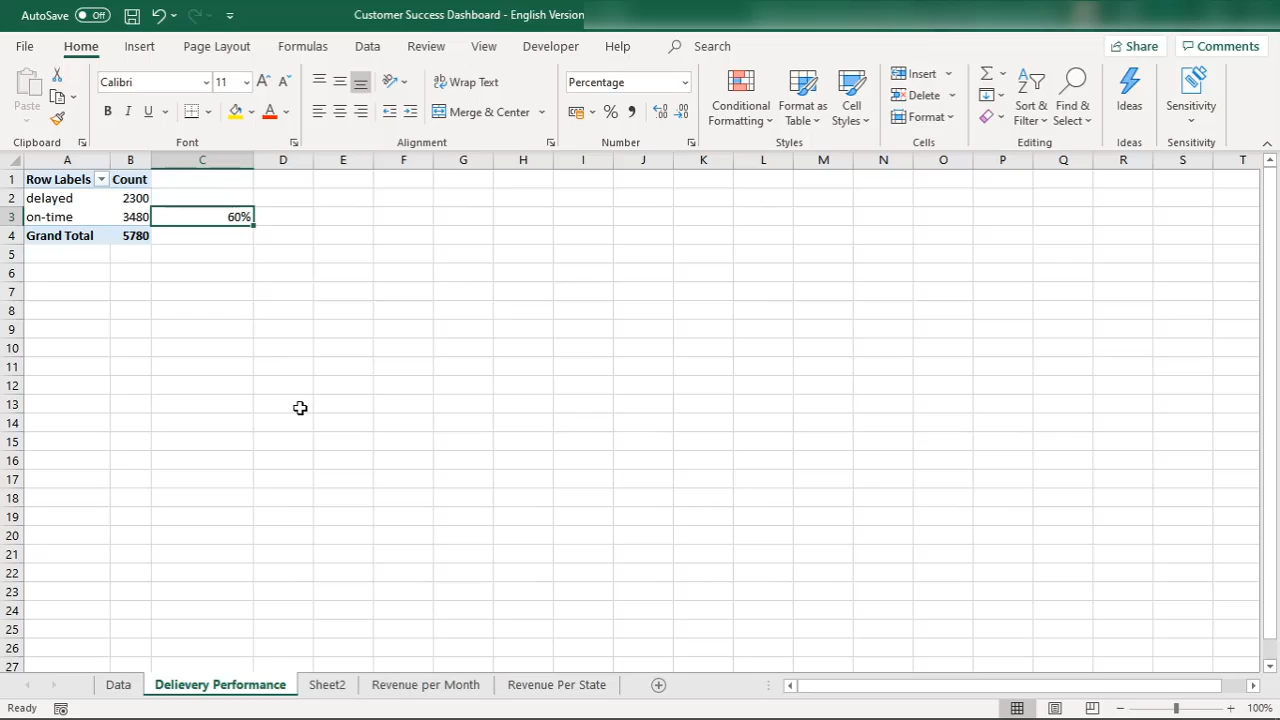 AutoSave Off Customer Success Dashboard - English Version
File Home Insert Page Layout Formulas Data Review View Developer Help Search Share Comments
Paste Calibri 11 Wrap Text Merge & Center Percentage Conditional Formatting Format as Table Cell Styles Insert Delete Format Sort & Filter Find & Select Ideas Sensitivity
Clipboard Font Alignment Number Styles Cells Editing Ideas Sensitivity
A B C D E F G H I J K L M N O P Q R S T
1 Row Labels Count
2 delayed 2300
3 on-time 3480 60%
4 Grand Total 5780
5
6
7
8
9
10
11
12
13
14
15
16
17
18
19
20
21
22
23
24
25
26
27
Data Delievery Performance Sheet2 Revenue per Month Revenue Per State
Ready 100%